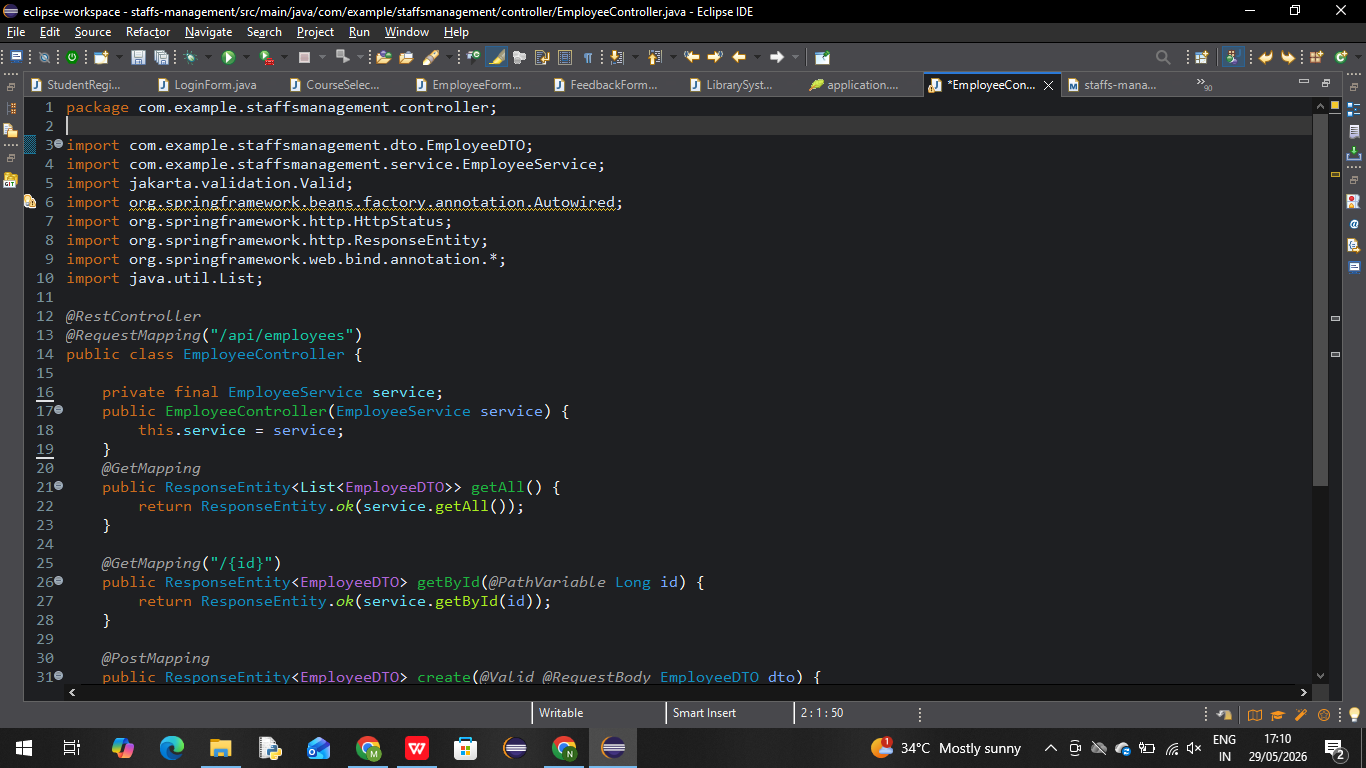 eclipse-workspace - staffs-management/src/main/java/com/example/staffsmanagement/controller/EmployeeController.java - Eclipse IDE
File Edit Source Refactor Navigate Search Project Run Window Help
StudentRegi... LoginForm.java CourseSelec... EmployeeForm... FeedbackForm... LibrarySyst... application.... *EmployeeCon... staffs-mana... »90
1 package com.example.staffsmanagement.controller;
2
3 import com.example.staffsmanagement.dto.EmployeeDTO;
4 import com.example.staffsmanagement.service.EmployeeService;
5 import jakarta.validation.Valid;
6 import org.springframework.beans.factory.annotation.Autowired;
7 import org.springframework.http.HttpStatus;
8 import org.springframework.http.ResponseEntity;
9 import org.springframework.web.bind.annotation.*;
10 import java.util.List;
11
12 @RestController
13 @RequestMapping("/api/employees")
14 public class EmployeeController {
15
16     private final EmployeeService service;
17     public EmployeeController(EmployeeService service) {
18         this.service = service;
19     }
20     @GetMapping
21     public ResponseEntity<List<EmployeeDTO>> getAll() {
22         return ResponseEntity.ok(service.getAll());
23     }
24
25     @GetMapping("/{id}")
26     public ResponseEntity<EmployeeDTO> getById(@PathVariable Long id) {
27         return ResponseEntity.ok(service.getById(id));
28     }
29
30     @PostMapping
31     public ResponseEntity<EmployeeDTO> create(@Valid @RequestBody EmployeeDTO dto) {
Writable Smart Insert 2 : 1 : 50
1 34°C Mostly sunny ENG 17:10
IN 29/05/2026 2